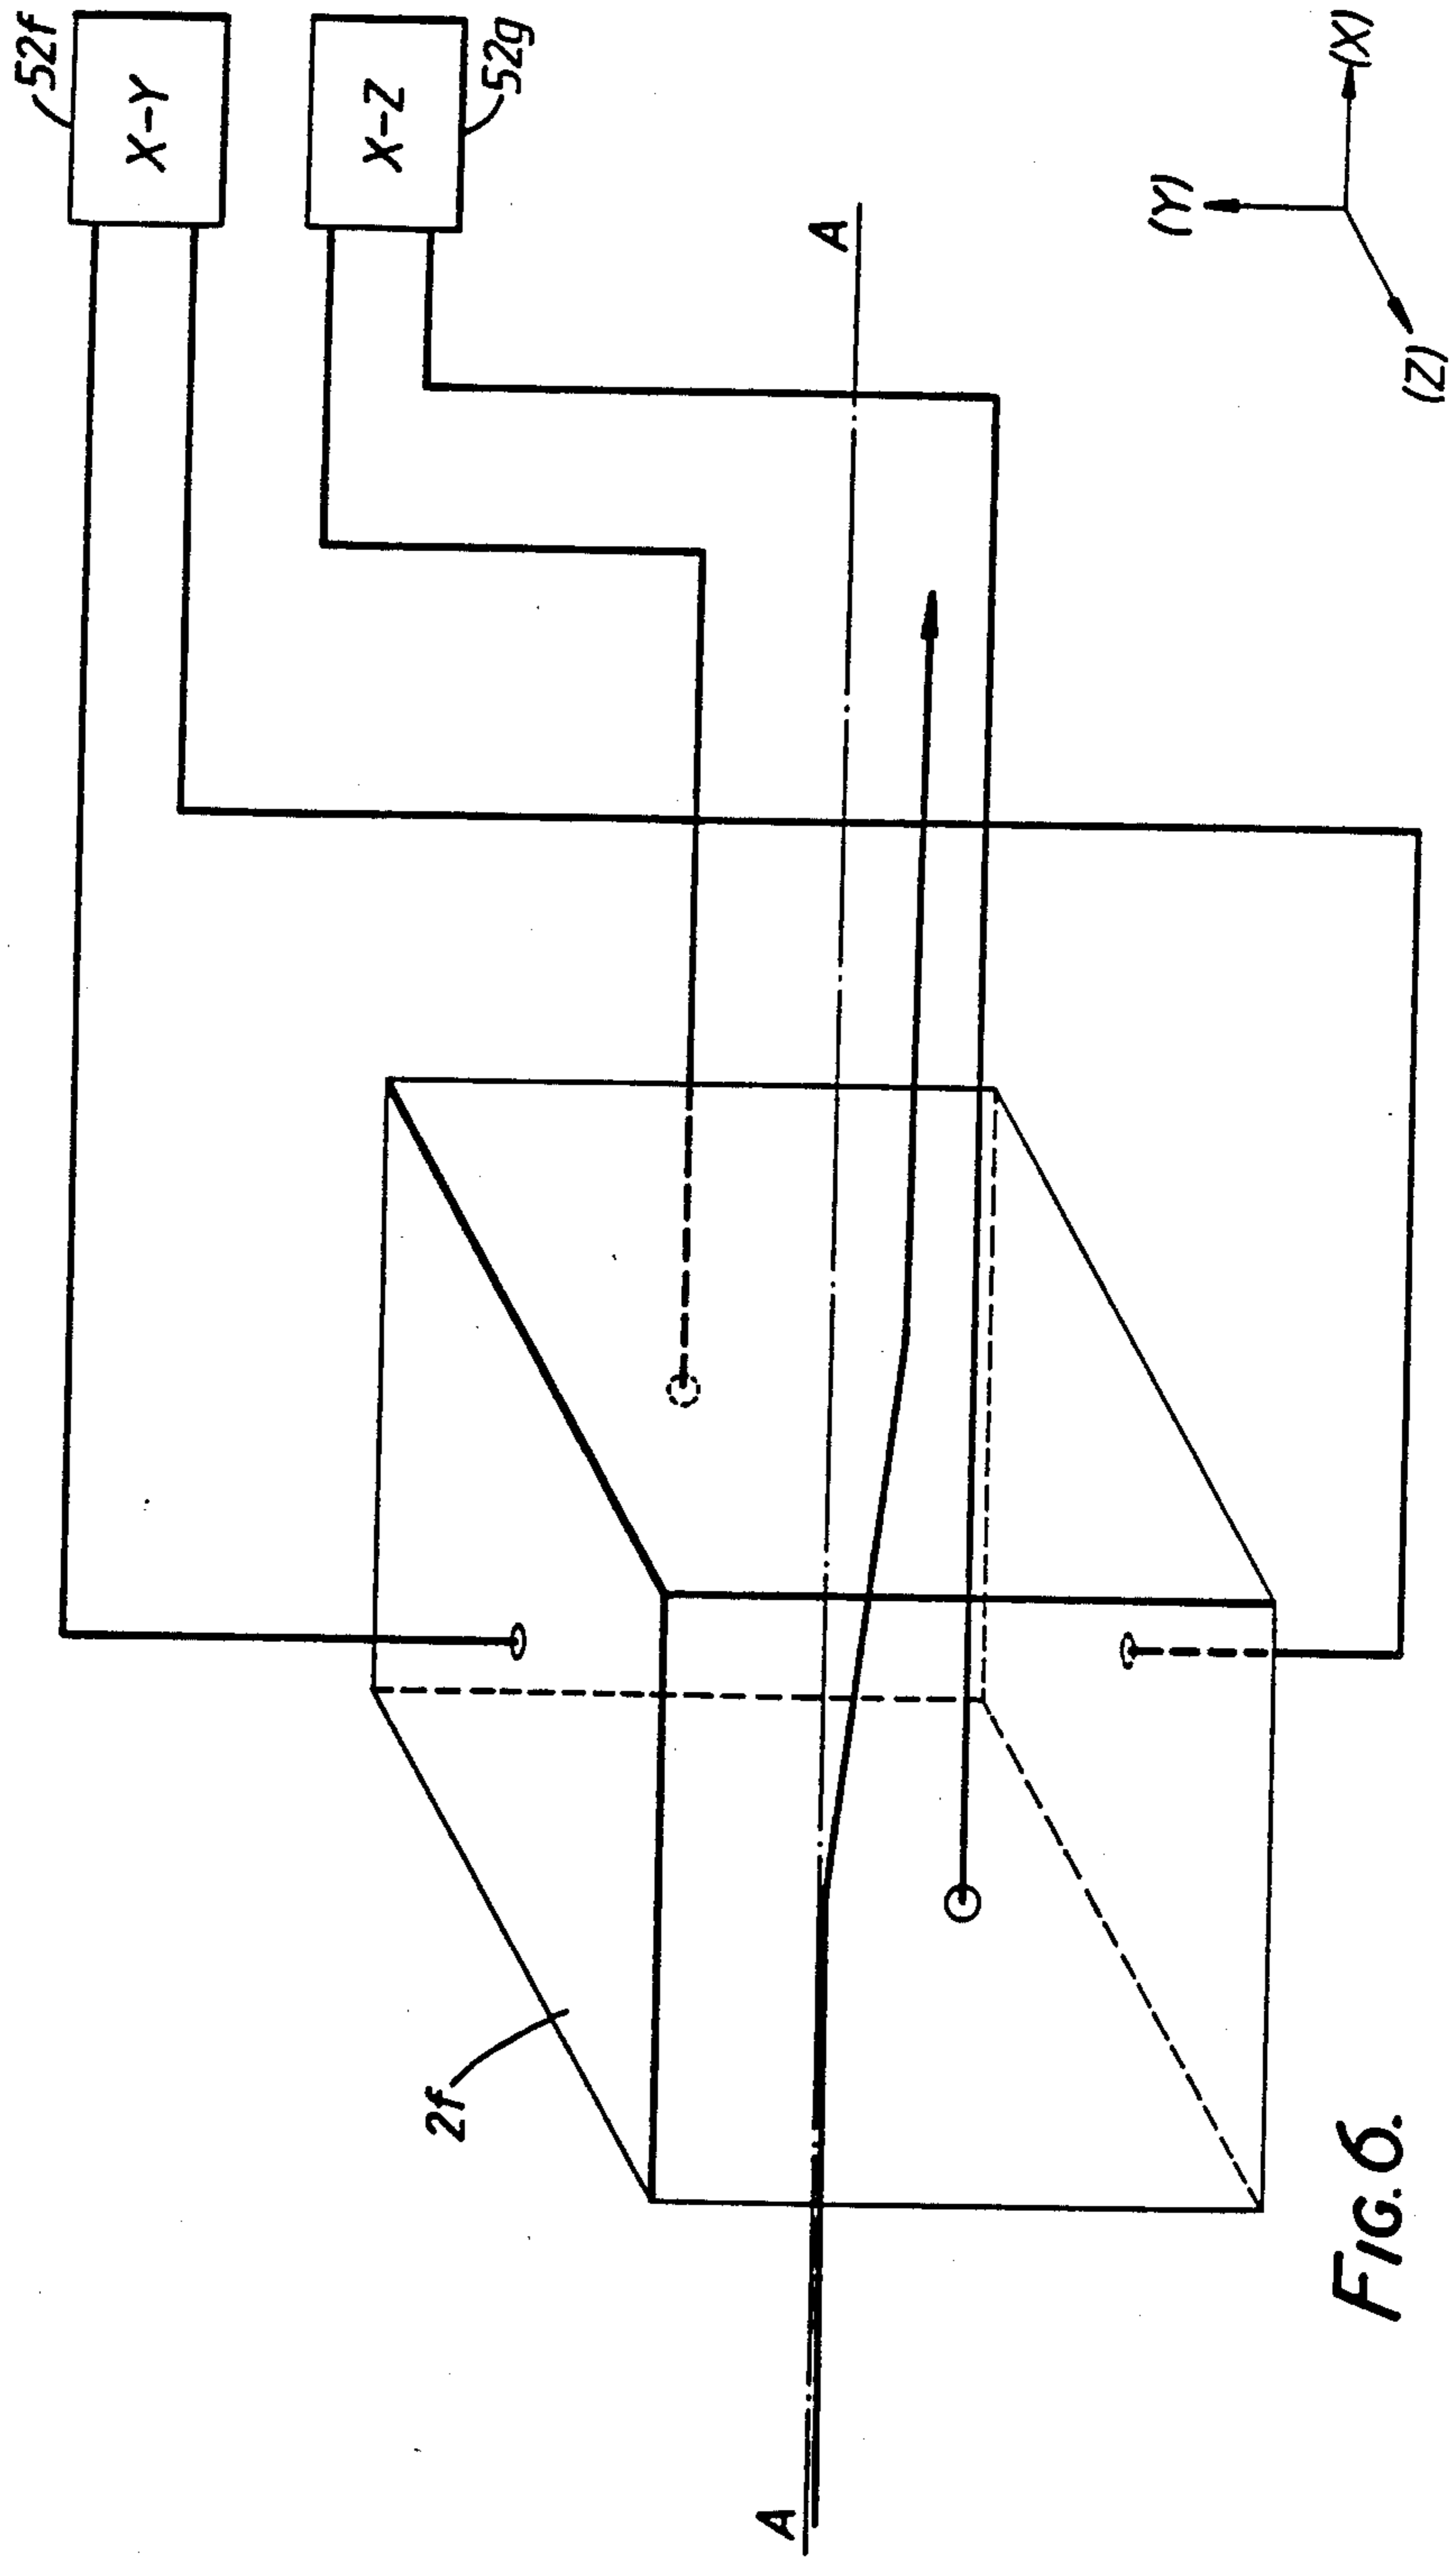 52f
X-Y
X-Z
52g
A
(Y)
(X)
(Z)
2f
A
FIG.6.